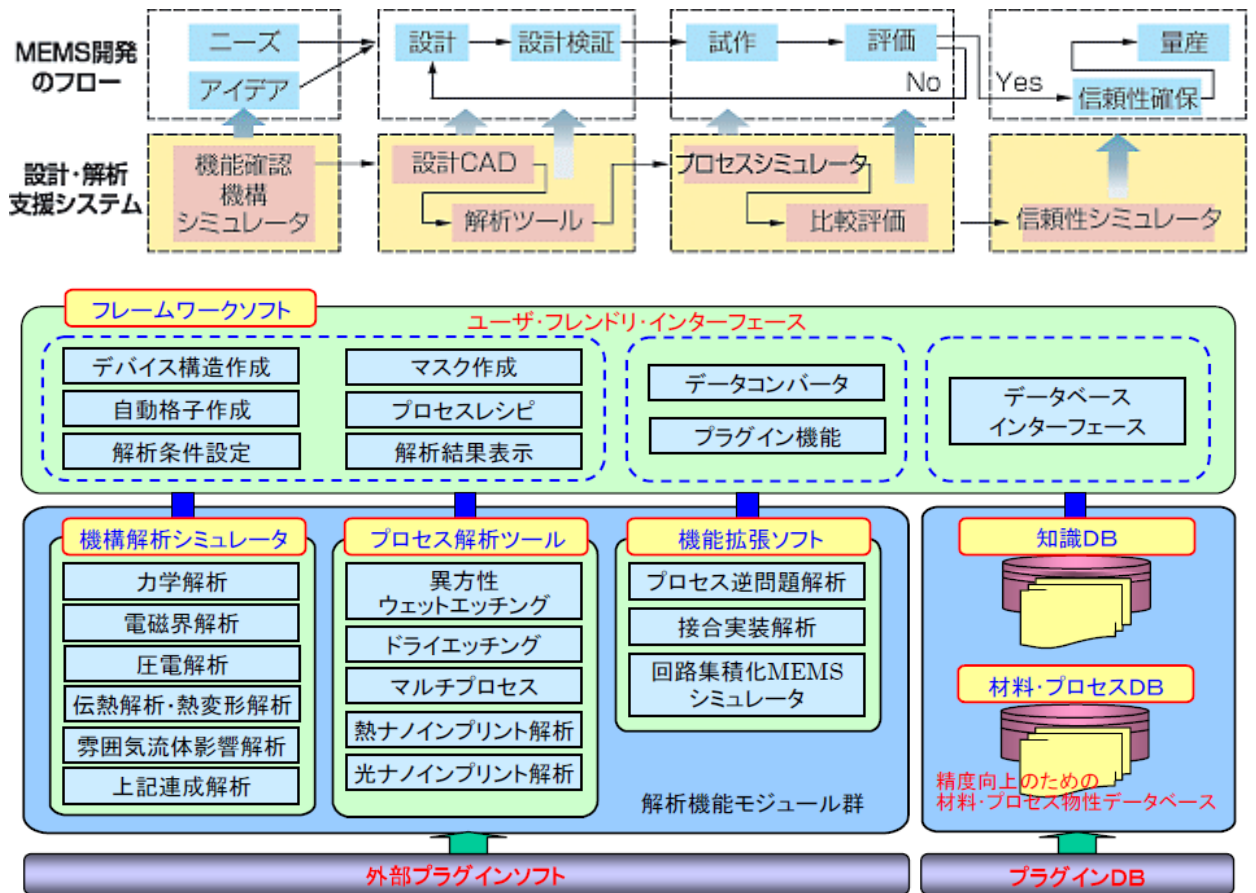 MEMS開発
のフロー
ニーズ
アイデア
設計
設計検証
試作
評価
No
Yes
量産
信頼性確保
設計・解析
支援システム
機能確認
機構
シミュレータ
設計CAD
解析ツール
プロセスシミュレータ
比較評価
信頼性シミュレータ
フレームワークソフト
ユーザ・フレンドリ・インターフェース
デバイス構造作成
自動格子作成
解析条件設定
マスク作成
プロセスレシピ
解析結果表示
データコンバータ
プラグイン機能
データベース
インターフェース
機構解析シミュレータ
力学解析
電磁界解析
圧電解析
伝熱解析・熱変形解析
雰囲気流体影響解析
上記連成解析
プロセス解析ツール
異方性
ウェットエッチング
ドライエッチング
マルチプロセス
熱ナノインプリント解析
光ナノインプリント解析
機能拡張ソフト
プロセス逆問題解析
接合実装解析
回路集積化MEMS
シミュレータ
解析機能モジュール群
知識DB
材料・プロセスDB
精度向上のための
材料・プロセス物性データベース
外部プラグインソフト
プラグインDB